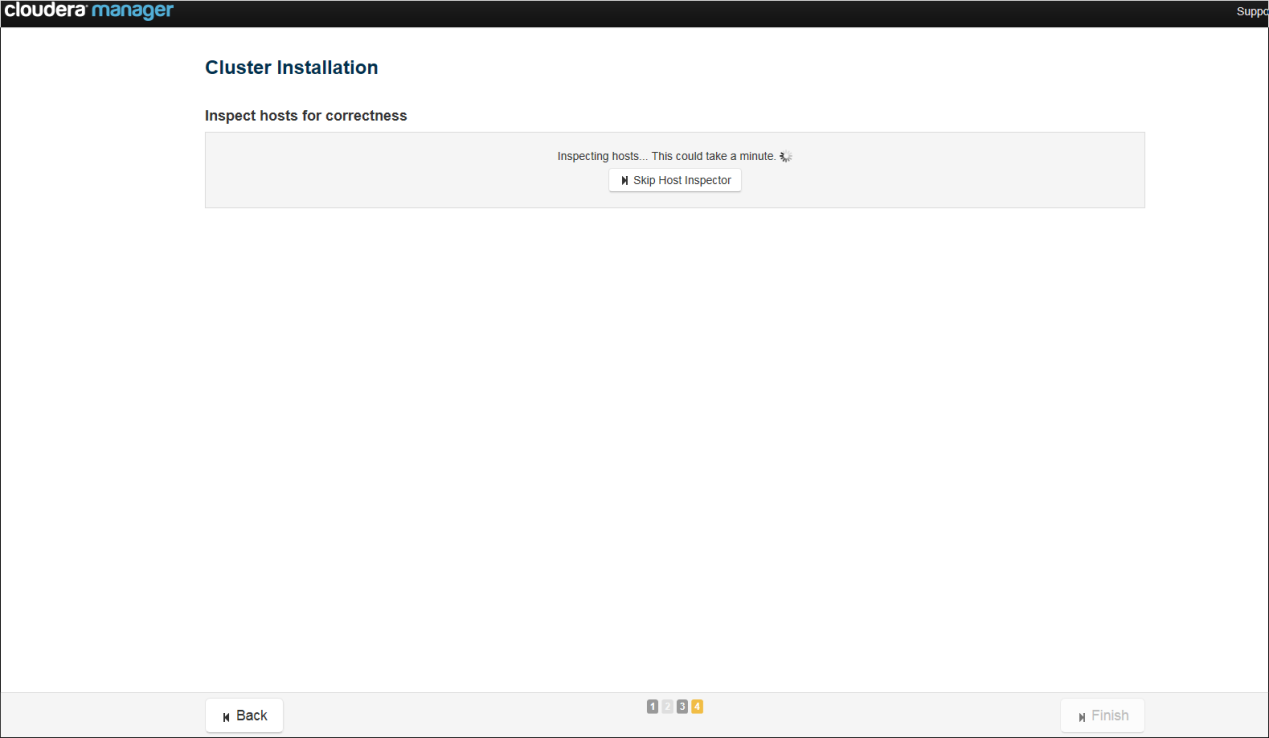 cloudera manager
Suppo
Cluster Installation
Inspect hosts for correctness
Inspecting hosts... This could take a minute.
Skip Host Inspector
Back
1 2 3 4
Finish